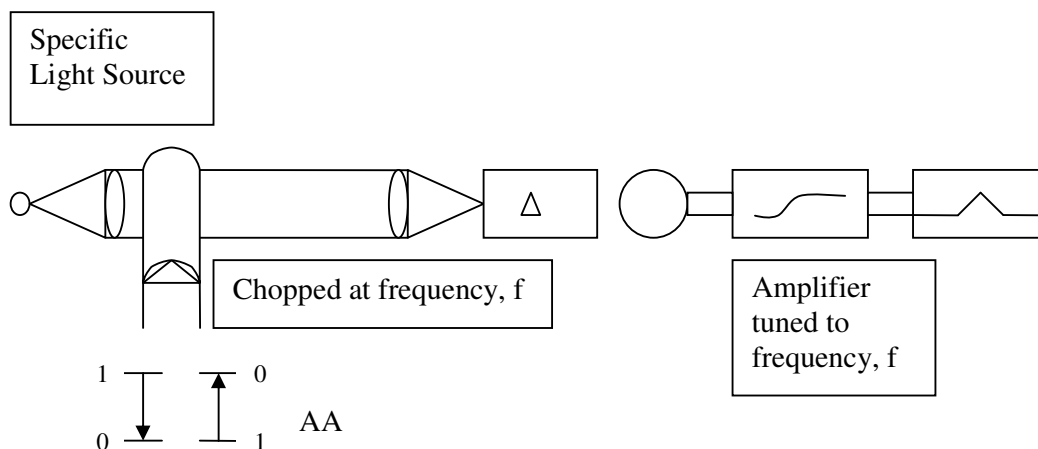 Specific
Light Source
Chopped at frequency, f
Amplifier
tuned to
frequency, f
1 0
AA
0 1